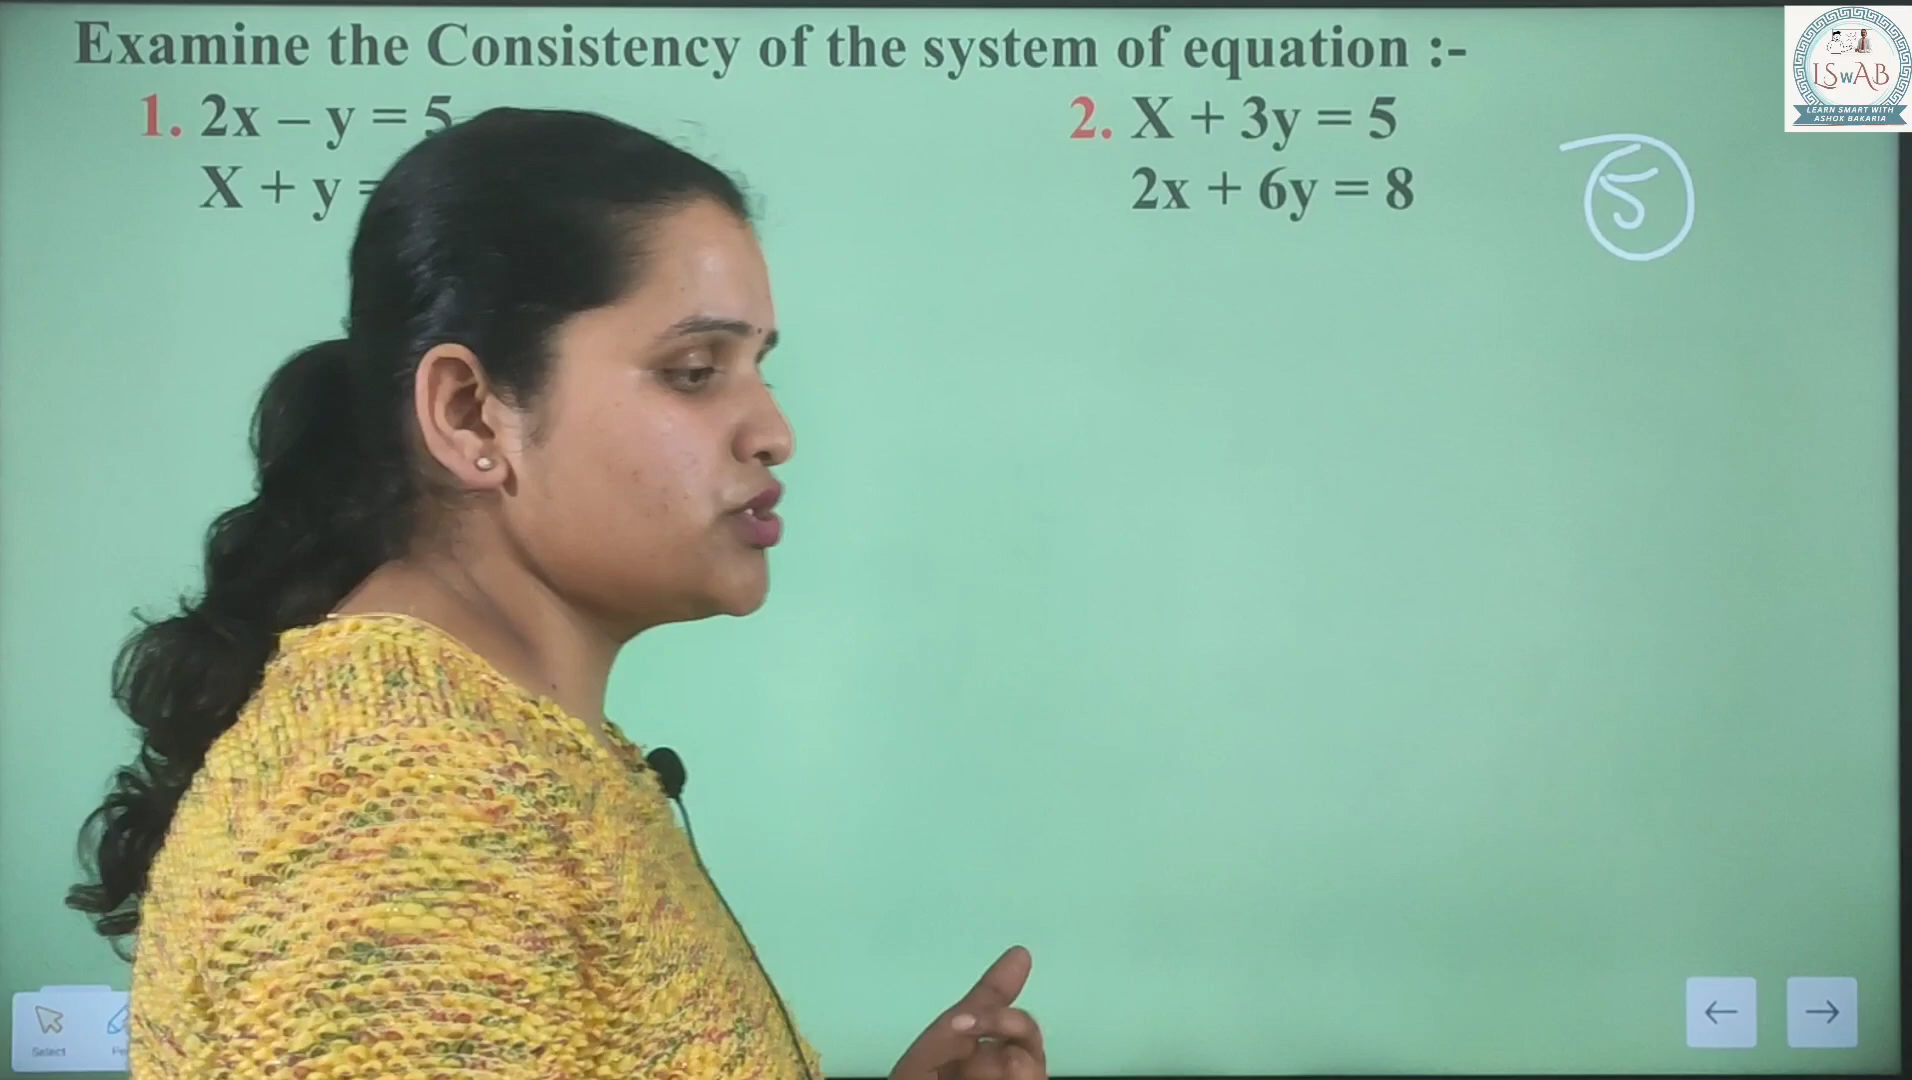 Examine the Consistency of the system of equation :-
1. 2x – y = 5
X + y =
2. X + 3y = 5
2x + 6y = 8
5
LSwAB
LEARN SMART WITH
ASHOK BAKARIA
Select
←
→